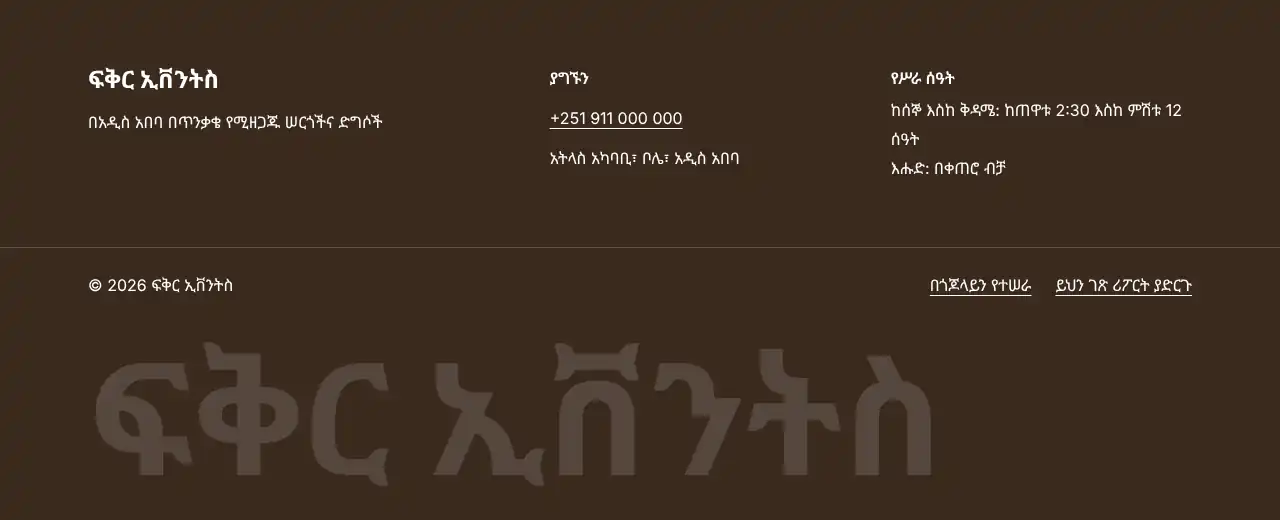 ፍቅር ኢቨንትስ
በአዲስ አበባ በጥንቃቄ የሚዘጋጁ ሠርጎችና ድግሶች
ያግኙን
+251 911 000 000
አትላስ አካባቢ፣ ቦሌ፣ አዲስ አበባ
የሥራ ሰዓት
ከሰኞ እስከ ቅዳሜ: ከጠዋቱ 2:30 እስከ ምሽቱ 12
ሰዓት
እሑድ: በቀጠሮ ብቻ
© 2026 ፍቅር ኢቨንትስ
በጎጆላይን የተሠራ
ይህን ገጽ ሪፖርት ያድርጉ
ፍቅር ኢቨንትስ